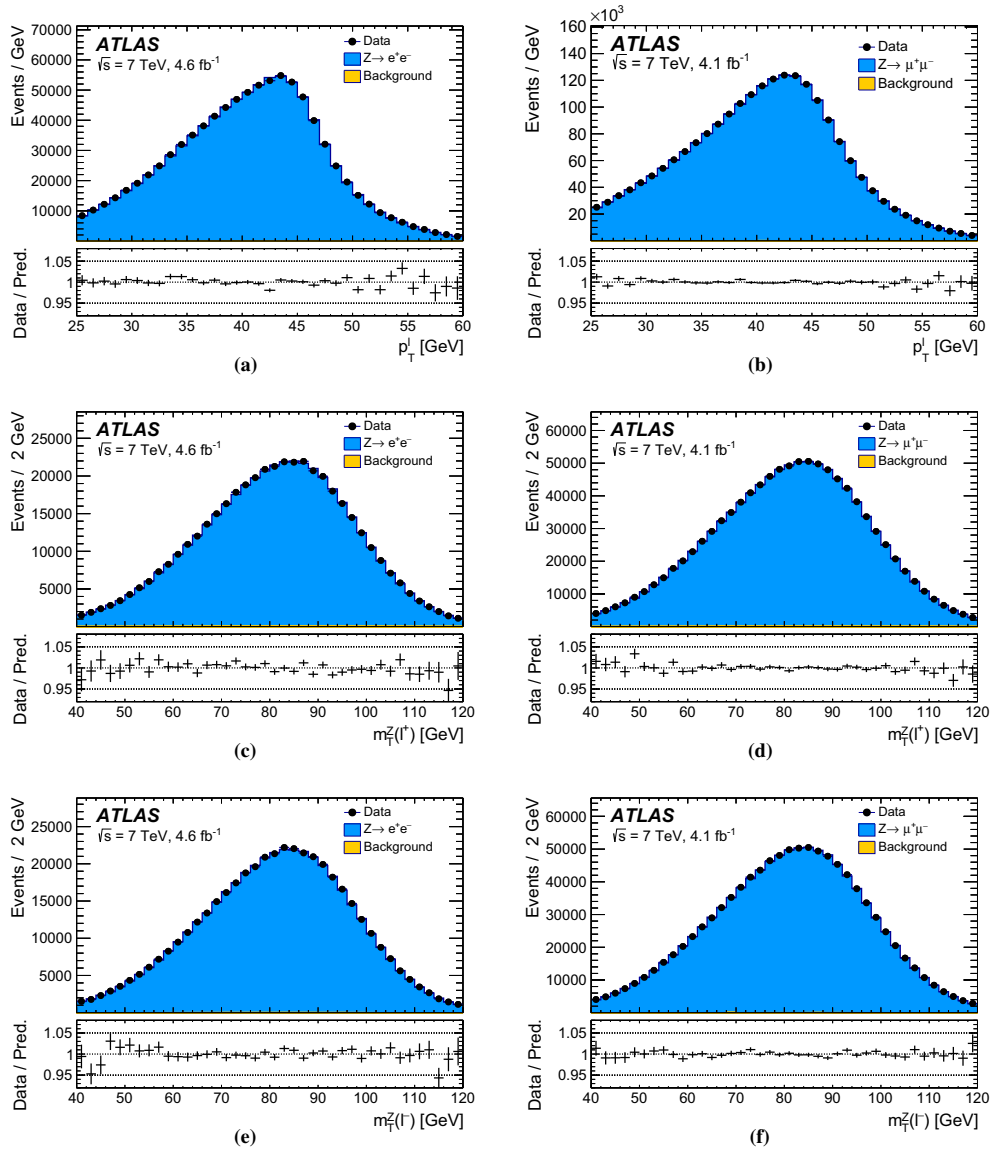 ATLAS
√s = 7 TeV, 4.6 fb⁻¹
Data
Z→ e⁺e⁻
Background
Events / GeV
70000
60000
50000
40000
30000
20000
10000
Data / Pred.
1.05
1
0.95
25 30 35 40 45 50 55 60
p_T^l [GeV]
(a)
×10³
ATLAS
√s = 7 TeV, 4.1 fb⁻¹
Data
Z→ μ⁺μ⁻
Background
Events / GeV
160
140
120
100
80
60
40
20
Data / Pred.
1.05
1
0.95
25 30 35 40 45 50 55 60
p_T^l [GeV]
(b)
ATLAS
√s = 7 TeV, 4.6 fb⁻¹
Data
Z→ e⁺e⁻
Background
Events / 2 GeV
25000
20000
15000
10000
5000
Data / Pred.
1.05
1
0.95
40 50 60 70 80 90 100 110 120
m_T^Z(l⁺) [GeV]
(c)
ATLAS
√s = 7 TeV, 4.1 fb⁻¹
Data
Z→ μ⁺μ⁻
Background
Events / 2 GeV
60000
50000
40000
30000
20000
10000
Data / Pred.
1.05
1
0.95
40 50 60 70 80 90 100 110 120
m_T^Z(l⁺) [GeV]
(d)
ATLAS
√s = 7 TeV, 4.6 fb⁻¹
Data
Z→ e⁺e⁻
Background
Events / 2 GeV
25000
20000
15000
10000
5000
Data / Pred.
1.05
1
0.95
40 50 60 70 80 90 100 110 120
m_T^Z(l⁻) [GeV]
(e)
ATLAS
√s = 7 TeV, 4.1 fb⁻¹
Data
Z→ μ⁺μ⁻
Background
Events / 2 GeV
60000
50000
40000
30000
20000
10000
Data / Pred.
1.05
1
0.95
40 50 60 70 80 90 100 110 120
m_T^Z(l⁻) [GeV]
(f)